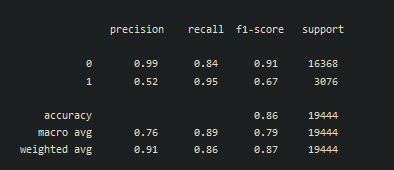 precision recall f1-score support
0 0.99 0.84 0.91 16368
1 0.52 0.95 0.67 3076
accuracy 0.86 19444
macro avg 0.76 0.89 0.79 19444
weighted avg 0.91 0.86 0.87 19444